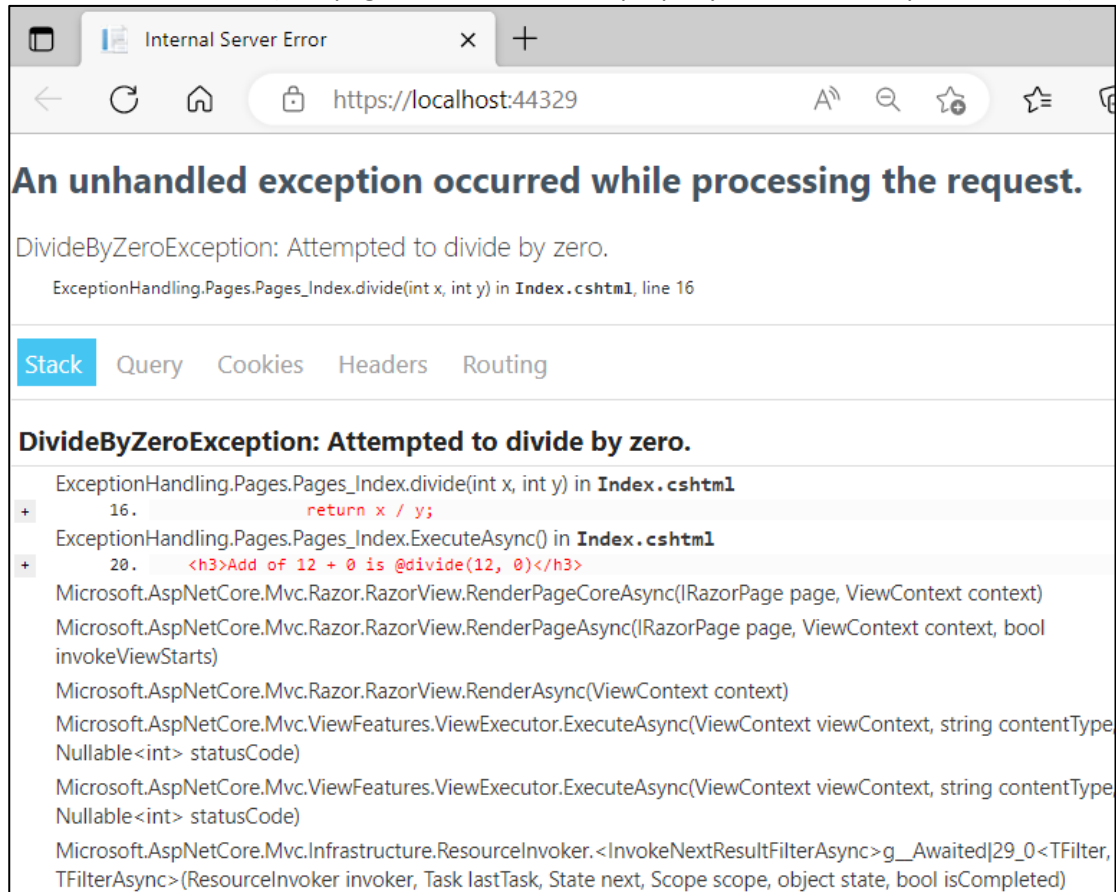 Internal Server Error
https://localhost:44329
An unhandled exception occurred while processing the request.
DivideByZeroException: Attempted to divide by zero.
ExceptionHandling.Pages.Pages_Index.divide(int x, int y) in Index.cshtml, line 16
Stack Query Cookies Headers Routing
DivideByZeroException: Attempted to divide by zero.
ExceptionHandling.Pages.Pages_Index.divide(int x, int y) in Index.cshtml
+ 16. return x / y;
ExceptionHandling.Pages.Pages_Index.ExecuteAsync() in Index.cshtml
+ 20. <h3>Add of 12 + 0 is @divide(12, 0)</h3>
Microsoft.AspNetCore.Mvc.Razor.RazorView.RenderPageCoreAsync(IRazorPage page, ViewContext context)
Microsoft.AspNetCore.Mvc.Razor.RazorView.RenderPageAsync(IRazorPage page, ViewContext context, bool
invokeViewStarts)
Microsoft.AspNetCore.Mvc.Razor.RazorView.RenderAsync(ViewContext context)
Microsoft.AspNetCore.Mvc.ViewFeatures.ViewExecutor.ExecuteAsync(ViewContext viewContext, string contentType,
Nullable<int> statusCode)
Microsoft.AspNetCore.Mvc.ViewFeatures.ViewExecutor.ExecuteAsync(ViewContext viewContext, string contentType,
Nullable<int> statusCode)
Microsoft.AspNetCore.Mvc.Infrastructure.ResourceInvoker.<InvokeNextResultFilterAsync>g__Awaited|29_0<TFilter,
TFilterAsync>(ResourceInvoker invoker, Task lastTask, State next, Scope scope, object state, bool isCompleted)